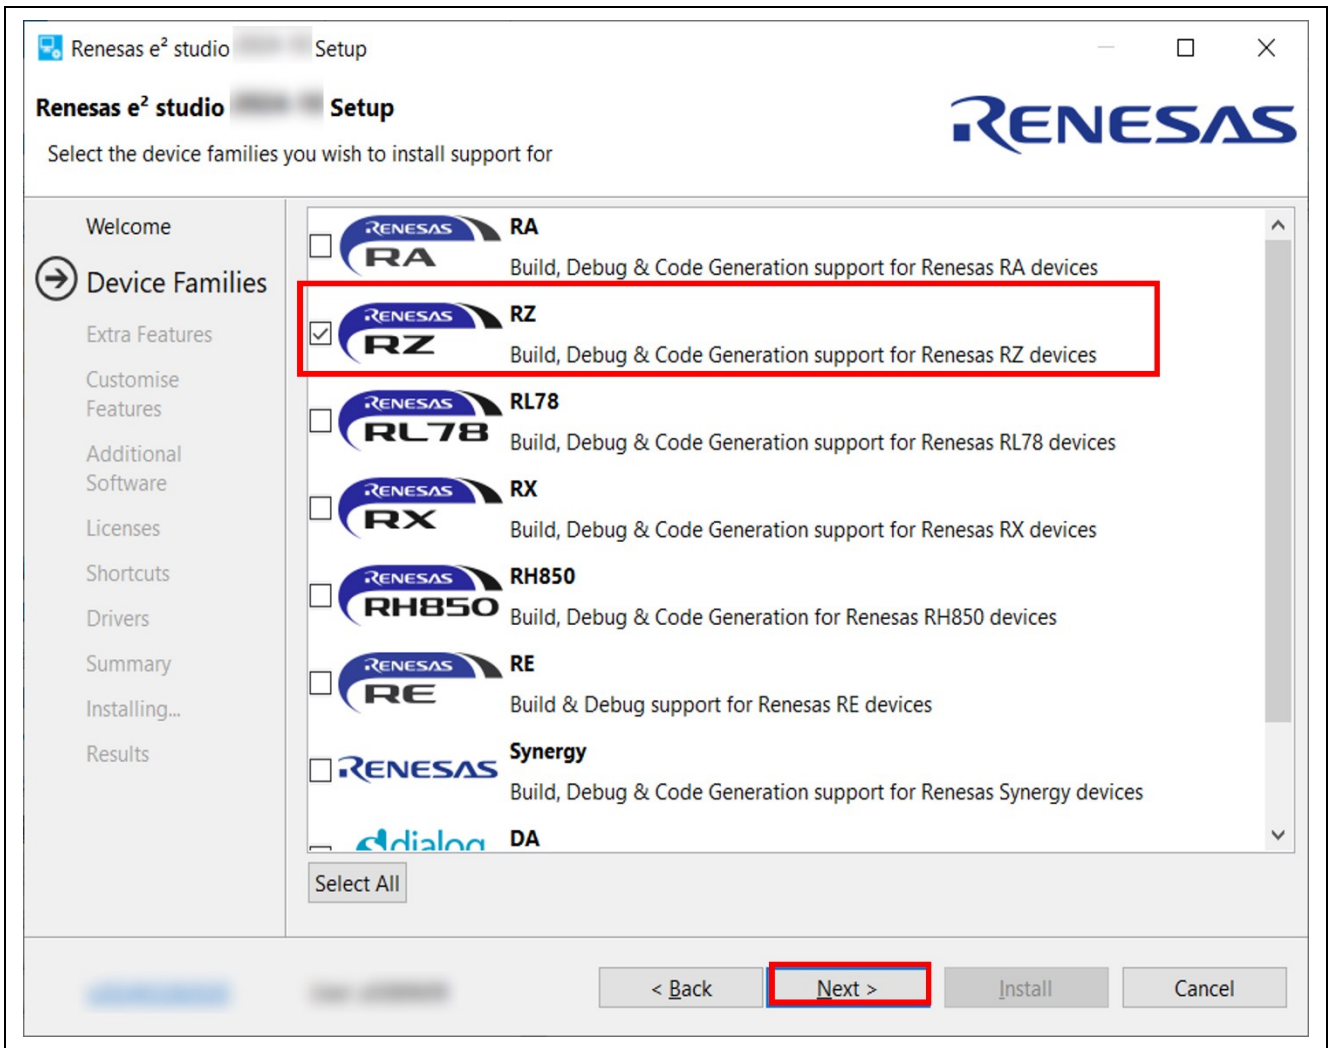 Renesas e² studio Setup
Renesas e² studio Setup
RENESAS
Select the device families you wish to install support for
Welcome
Device Families
Extra Features
Customise
Features
Additional
Software
Licenses
Shortcuts
Drivers
Summary
Installing...
Results
RENESAS
RA
RA
Build, Debug & Code Generation support for Renesas RA devices
RENESAS
RZ
RZ
Build, Debug & Code Generation support for Renesas RZ devices
RENESAS
RL78
RL78
Build, Debug & Code Generation support for Renesas RL78 devices
RENESAS
RX
RX
Build, Debug & Code Generation support for Renesas RX devices
RENESAS
RH850
RH850
Build, Debug & Code Generation for Renesas RH850 devices
RENESAS
RE
RE
Build & Debug support for Renesas RE devices
RENESAS
Synergy
Build, Debug & Code Generation support for Renesas Synergy devices
dialog
DA
Select All
< Back
Next >
Install
Cancel